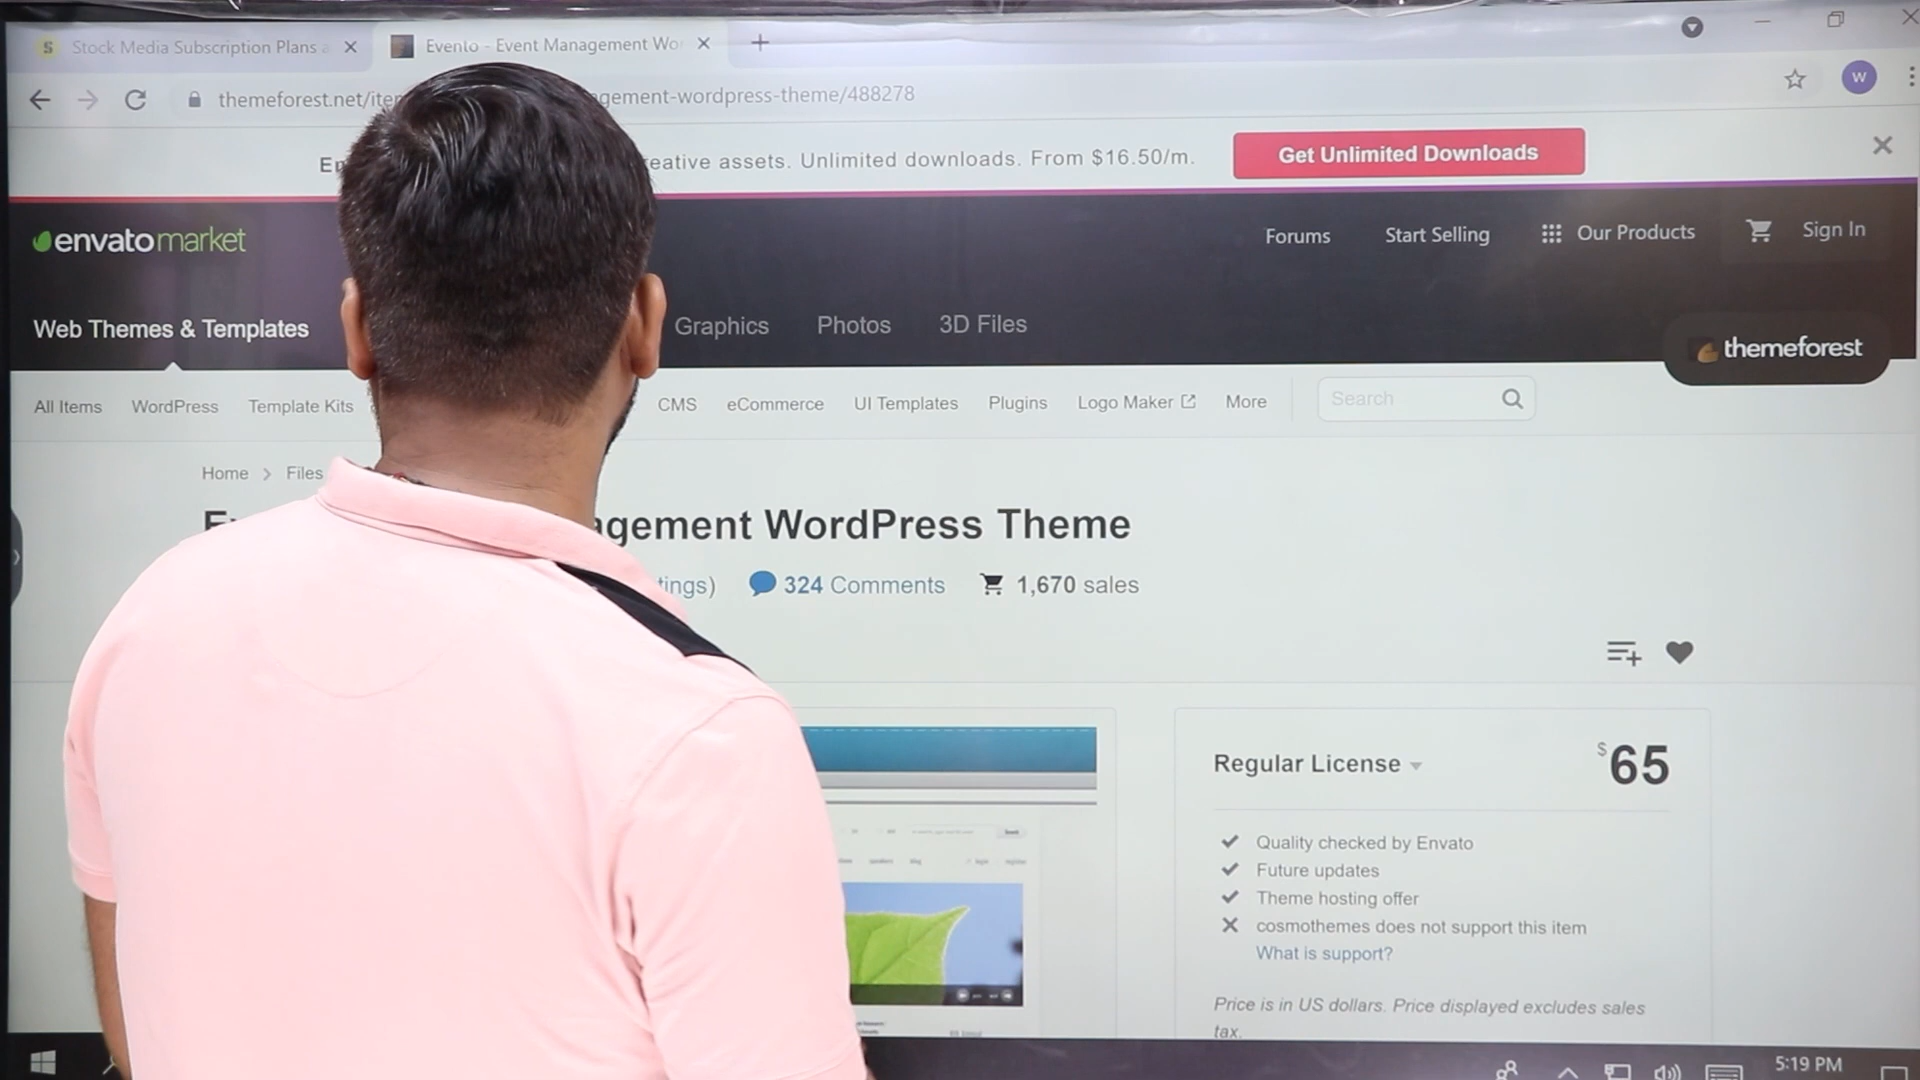 Stock Media Subscription Plans a
Evento - Event Management Wo
themeforest.net/ite gement-wordpress-theme/488278
W
En reative assets. Unlimited downloads. From $16.50/m.
Get Unlimited Downloads
envatomarket
Forums
Start Selling
Our Products
Sign In
Web Themes & Templates
Graphics
Photos
3D Files
themeforest
All Items
WordPress
Template Kits
CMS
eCommerce
UI Templates
Plugins
Logo Maker
More
Search
Home > Files
agement WordPress Theme
tings)
324 Comments
1,670 sales
Regular License
$65
Quality checked by Envato
Future updates
Theme hosting offer
cosmothemes does not support this item
What is support?
Price is in US dollars. Price displayed excludes sales
tax.
5:19 PM